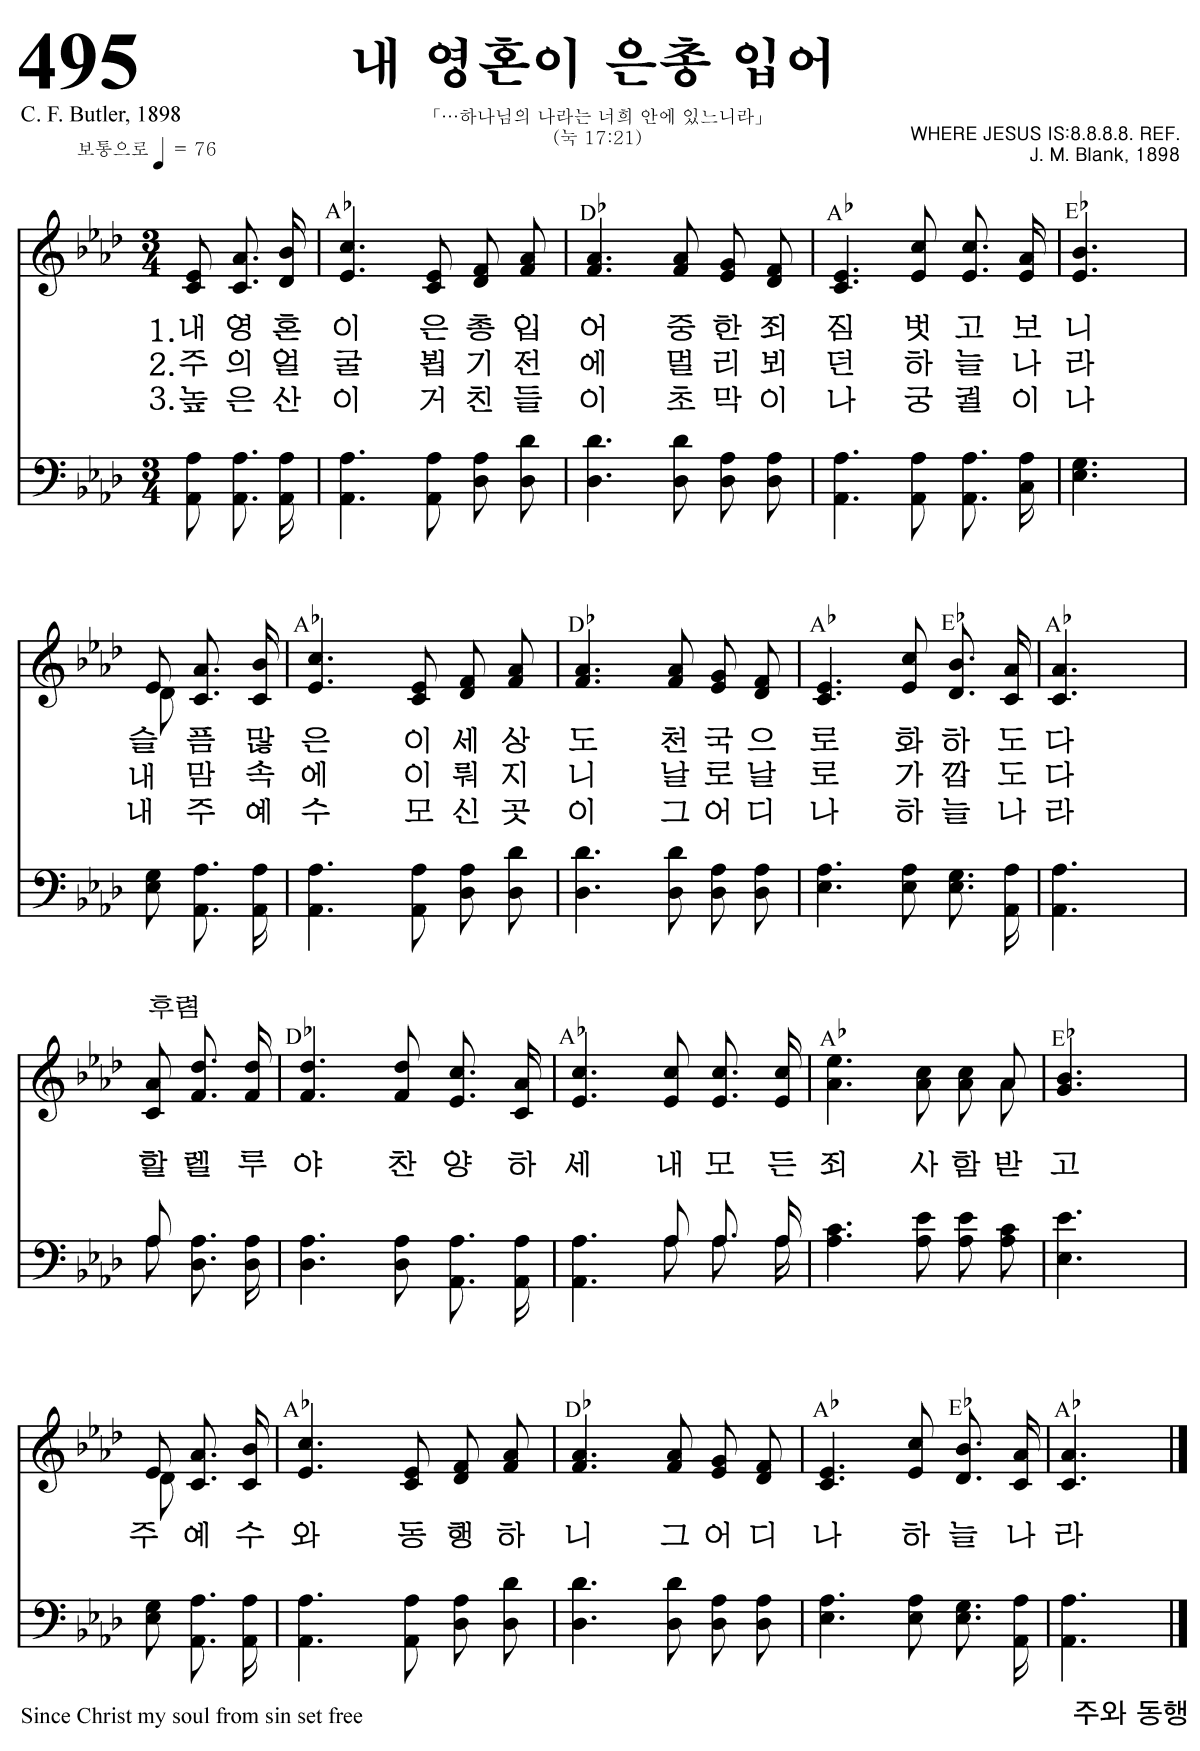 495
내 영혼이 은총 입어
C. F. Butler, 1898
「…하나님의 나라는 너희 안에 있느니라」
(눅 17:21)
보통으로 ♩ = 76
WHERE JESUS IS:8.8.8.8. REF.
J. M. Blank, 1898
A♭ D♭ A♭ E♭
3 4
1.내 영 혼 이 은 총 입 어 중 한 죄 짐 벗 고 보 니
2.주 의 얼 굴 뵙 기 전 에 멀 리 뵈 던 하 늘 나 라
3.높 은 산 이 거 친 들 이 초 막 이 나 궁 궐 이 나
3 4
A♭ D♭ A♭ E♭ A♭
슬 픔 많 은 이 세 상 도 천 국 으 로 화 하 도 다
내 맘 속 에 이 뤄 지 니 날 로 날 로 가 깝 도 다
내 주 예 수 모 신 곳 이 그 어 디 나 하 늘 나 라
후렴
D♭ A♭ A♭ E♭
할 렐 루 야 찬 양 하 세 내 모 든 죄 사 함 받 고
A♭ D♭ A♭ E♭ A♭
주 예 수 와 동 행 하 니 그 어 디 나 하 늘 나 라
Since Christ my soul from sin set free
주와 동행